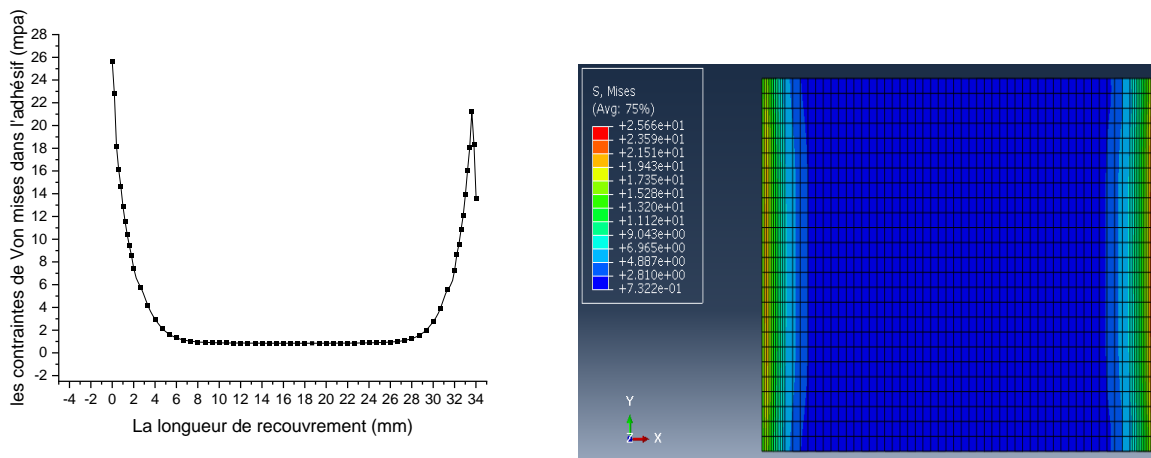 les contraintes de Von mises dans l'adhésif (mpa)
28
26
24
22
20
18
16
14
12
10
8
6
4
2
0
-2
-4 -2 0 2 4 6 8 10 12 14 16 18 20 22 24 26 28 30 32 34
La longueur de recouvrement (mm)
S, Mises
(Avg: 75%)
+2.566e+01
+2.359e+01
+2.151e+01
+1.943e+01
+1.735e+01
+1.528e+01
+1.320e+01
+1.112e+01
+9.043e+00
+6.965e+00
+4.887e+00
+2.810e+00
+7.322e-01
Y
Z X